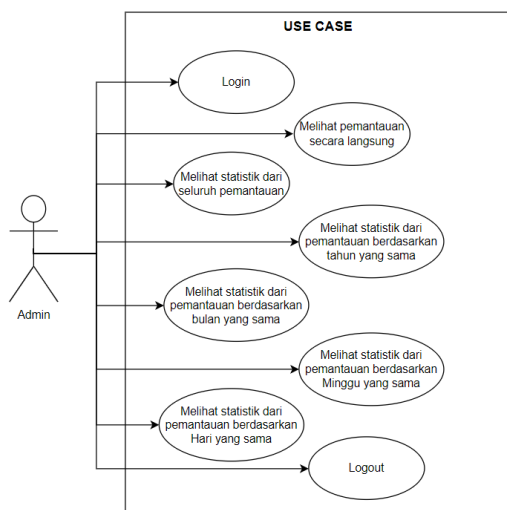 USE CASE
Login
Melihat pemantauan
secara langsung
Melihat statistik dari
seluruh pemantauan
Melihat statistik dari
pemantauan berdasarkan
tahun yang sama
Admin
Melihat statistik dari
pemantauan berdasarkan
bulan yang sama
Melihat statistik dari
pemantauan berdasarkan
Minggu yang sama
Melihat statistik dari
pemantauan berdasarkan
Hari yang sama
Logout